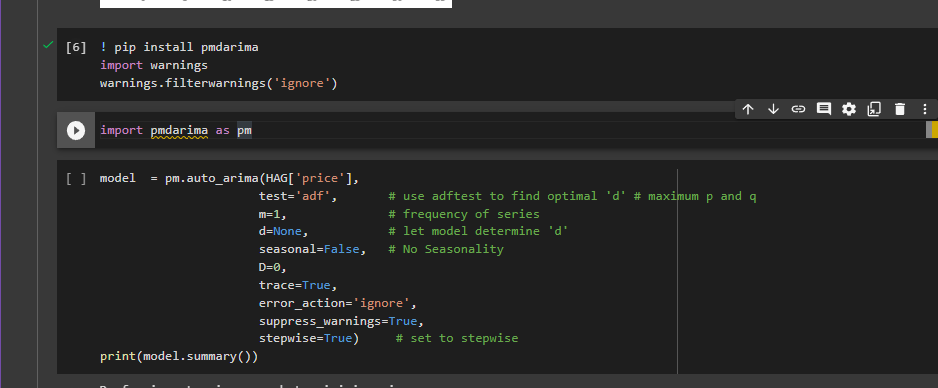 [6] ! pip install pmdarima
import warnings
warnings.filterwarnings('ignore')
import pmdarima as pm
[ ] model  = pm.auto_arima(HAG['price'],
test='adf',       # use adftest to find optimal 'd' # maximum p and q
m=1,              # frequency of series
d=None,           # let model determine 'd'
seasonal=False,   # No Seasonality
D=0,
trace=True,
error_action='ignore',
suppress_warnings=True,
stepwise=True)     # set to stepwise
print(model.summary())